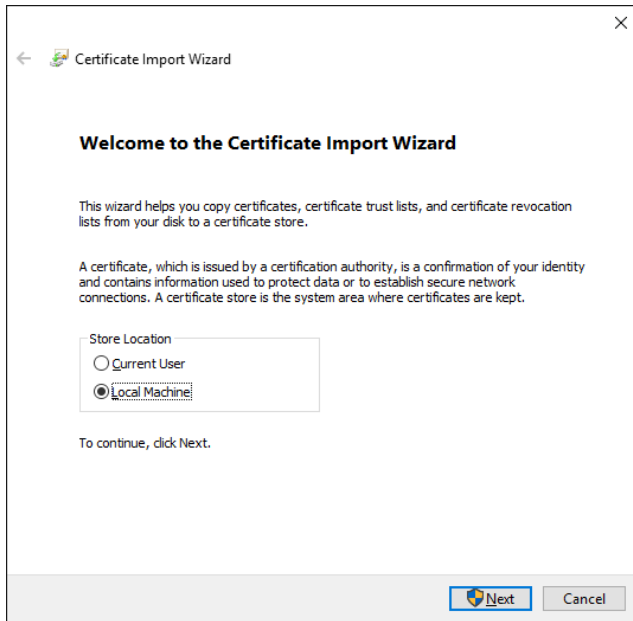 Certificate Import Wizard
Welcome to the Certificate Import Wizard
This wizard helps you copy certificates, certificate trust lists, and certificate revocation
lists from your disk to a certificate store.
A certificate, which is issued by a certification authority, is a confirmation of your identity
and contains information used to protect data or to establish secure network
connections. A certificate store is the system area where certificates are kept.
Store Location
Current User
Local Machine
To continue, click Next.
Next
Cancel